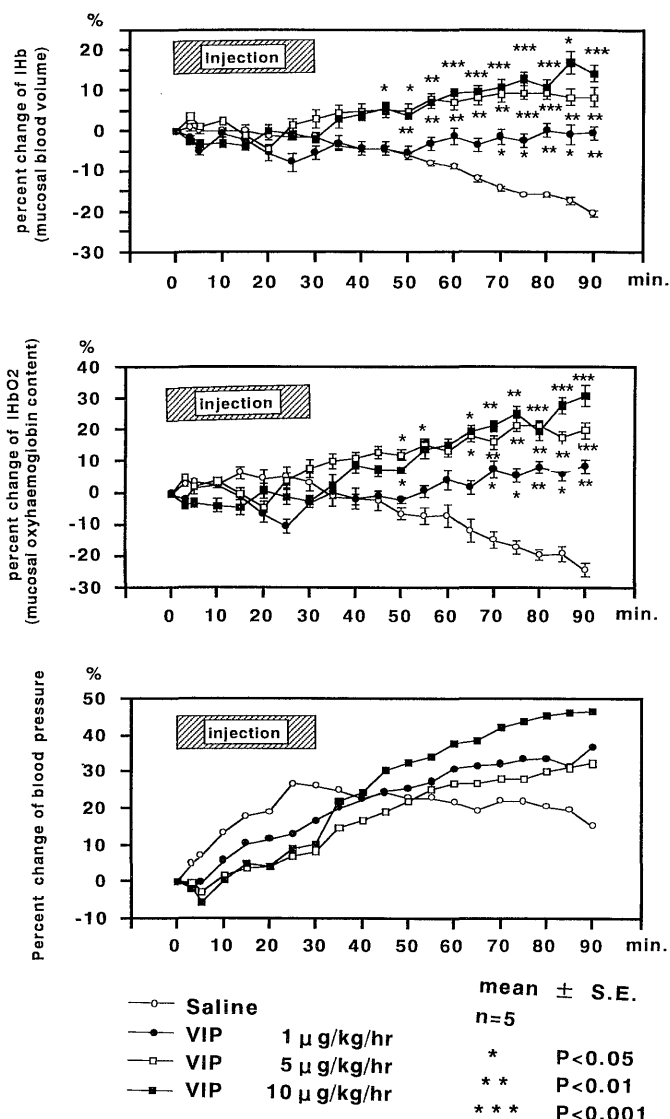 %
percent change of IHb
(mucosal blood volume)
20
10
0
-10
-20
-30
Injection
* * ** *** *** *** *** *** * ***
** ** ** ** ** *** *** ** **
* * ** * **
0 10 20 30 40 50 60 70 80 90 min.
%
percent change of IHbO2
(mucosal oxyhaemoglobin content)
40
30
20
10
0
-10
-20
-30
injection
* * * ** ** *** *** ***
* ** ** ** ** ***
* * * ** * **
0 10 20 30 40 50 60 70 80 90 min.
%
Percent change of blood pressure
50
40
30
20
10
0
-10
injection
0 10 20 30 40 50 60 70 80 90 min.
Saline
VIP 1 μg/kg/hr
VIP 5 μg/kg/hr
VIP 10 μg/kg/hr
mean ± S.E.
n=5
* P<0.05
** P<0.01
*** P<0.001